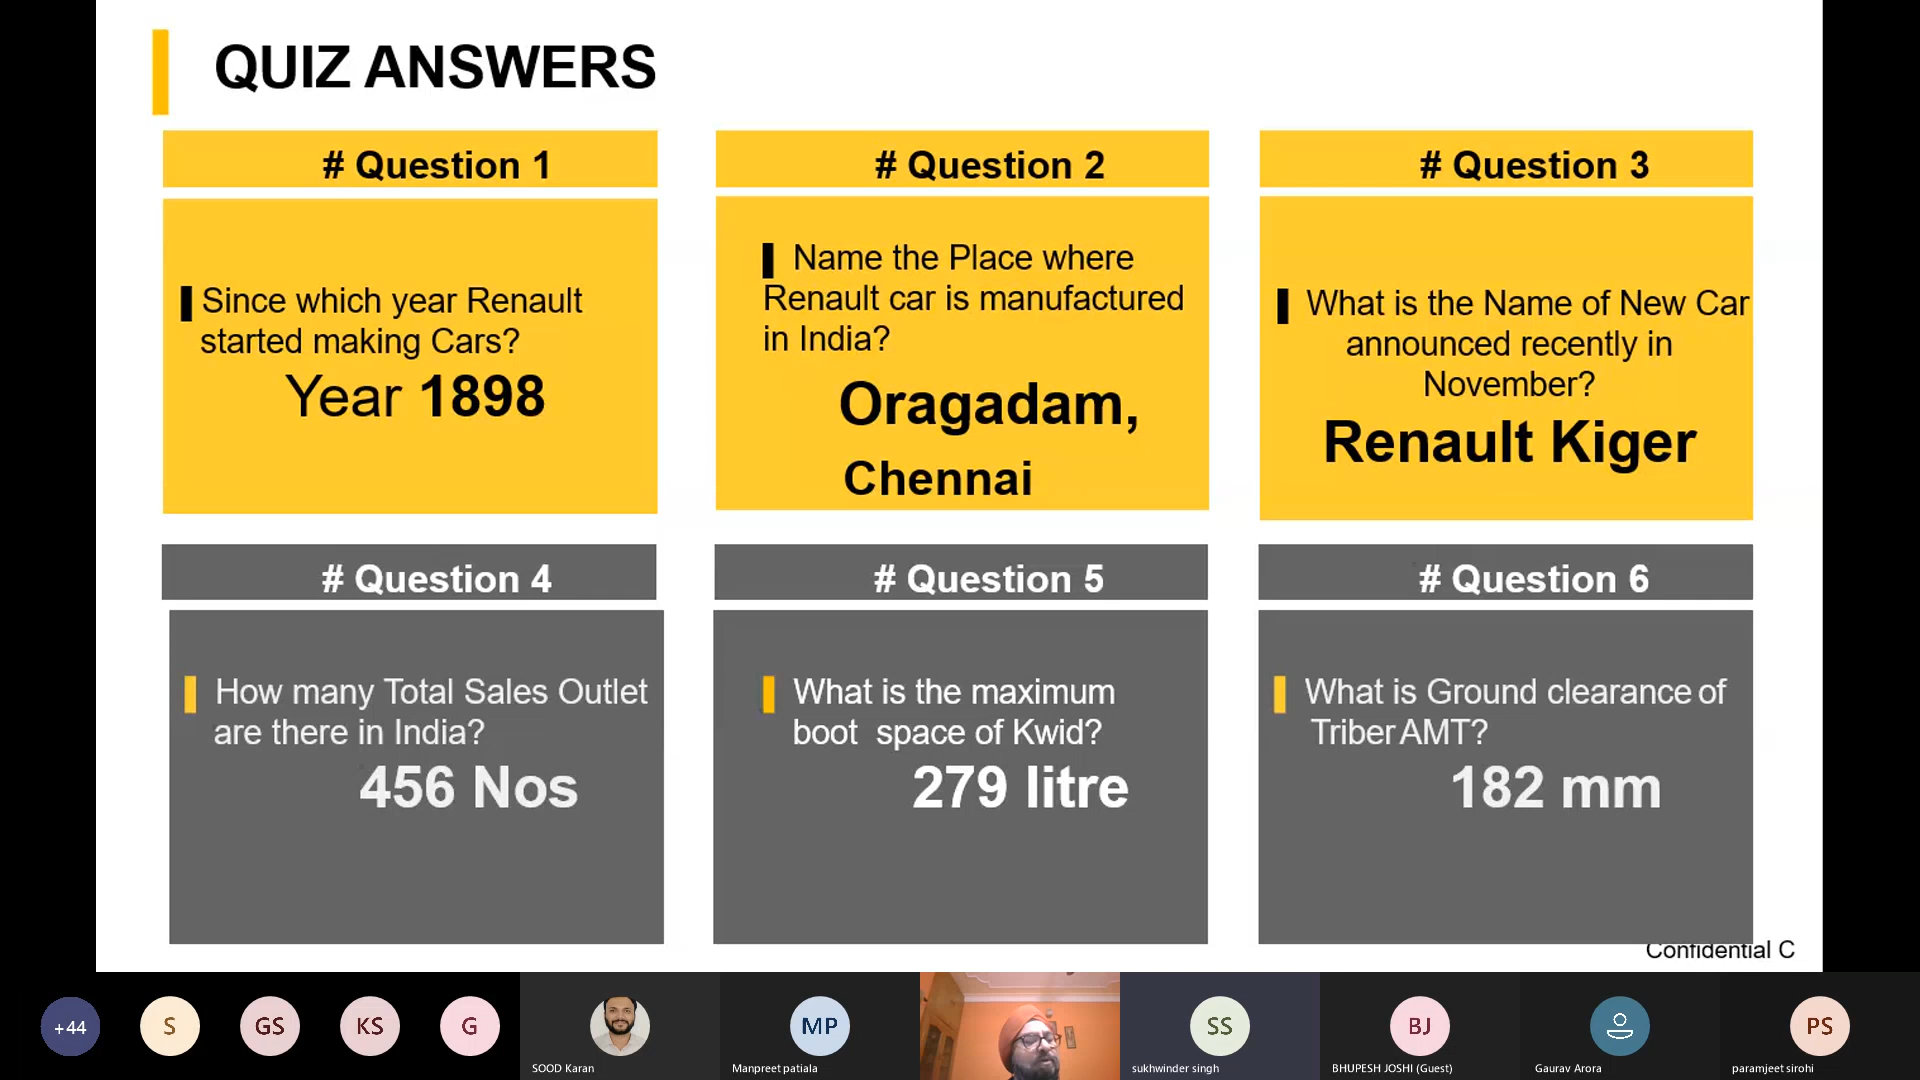 QUIZ ANSWERS
# Question 1
Since which year Renault
started making Cars?
Year 1898
# Question 2
Name the Place where
Renault car is manufactured
in India?
Oragadam,
Chennai
# Question 3
What is the Name of New Car
announced recently in
November?
Renault Kiger
# Question 4
How many Total Sales Outlet
are there in India?
456 Nos
# Question 5
What is the maximum
boot space of Kwid?
279 litre
# Question 6
What is Ground clearance of
Triber AMT?
182 mm
Confidential C
+44
S
GS
KS
G
SOOD Karan
MP
Manpreet patiala
SS
sukhwinder singh
BJ
BHUPESH JOSHI (Guest)
Gaurav Arora
PS
paramjeet sirohi